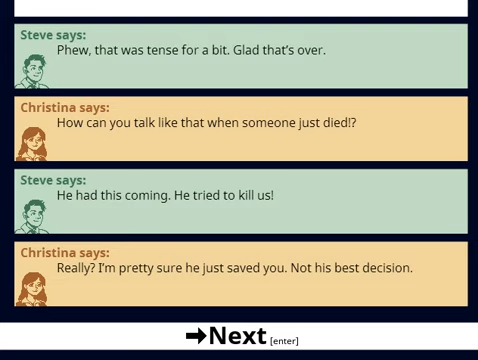 Steve says:
Phew, that was tense for a bit. Glad that’s over.
Christina says:
How can you talk like that when someone just died!?
Steve says:
He had this coming. He tried to kill us!
Christina says:
Really? I’m pretty sure he just saved you. Not his best decision.
➡Next [enter]